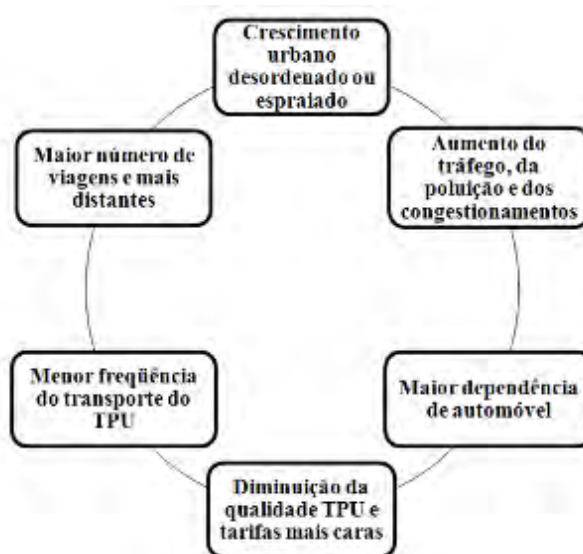 Crescimento
urbano
desordenado ou
espraiado
Aumento do
tráfego, da
poluição e dos
congestionamentos
Maior dependência
de automóvel
Diminuição da
qualidade TPU e
tarifas mais caras
Menor freqüência
do transporte do
TPU
Maior número de
viagens e mais
distantes